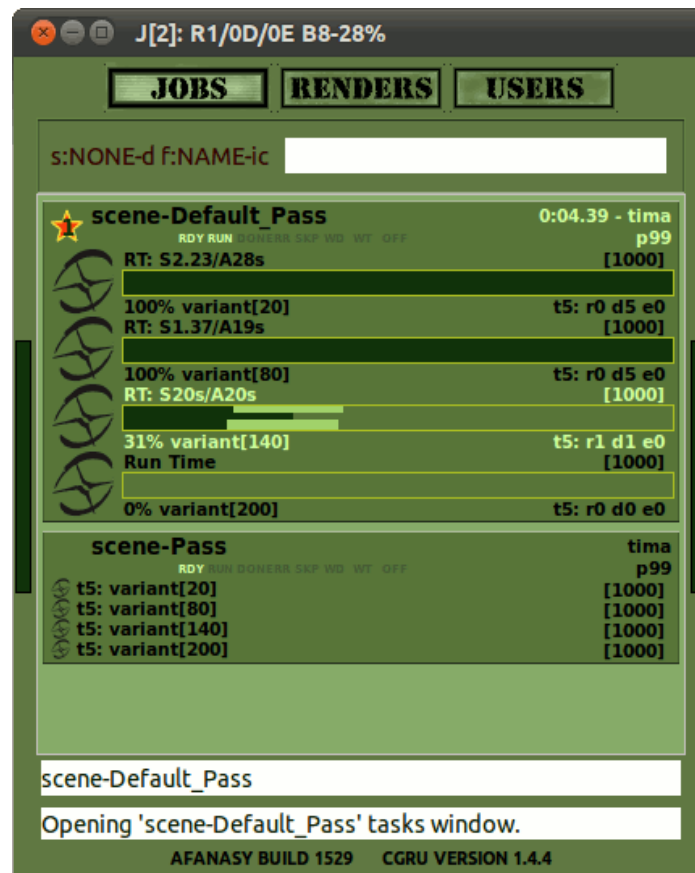 J[2]: R1/0D/0E B8-28%
JOBS RENDERS USERS
s:NONE-d f:NAME-ic
1 scene-Default_Pass 0:04.39 - tima
RDY RUN DONERR SKP WD WT OFF p99
RT: S2.23/A28s [1000]
100% variant[20] t5: r0 d5 e0
RT: S1.37/A19s [1000]
100% variant[80] t5: r0 d5 e0
RT: S20s/A20s [1000]
31% variant[140] t5: r1 d1 e0
Run Time [1000]
0% variant[200] t5: r0 d0 e0
scene-Pass tima
RDY RUN DONERR SKP WD WT OFF p99
t5: variant[20] [1000]
t5: variant[80] [1000]
t5: variant[140] [1000]
t5: variant[200] [1000]
scene-Default_Pass
Opening 'scene-Default_Pass' tasks window.
AFANASY BUILD 1529 CGRU VERSION 1.4.4